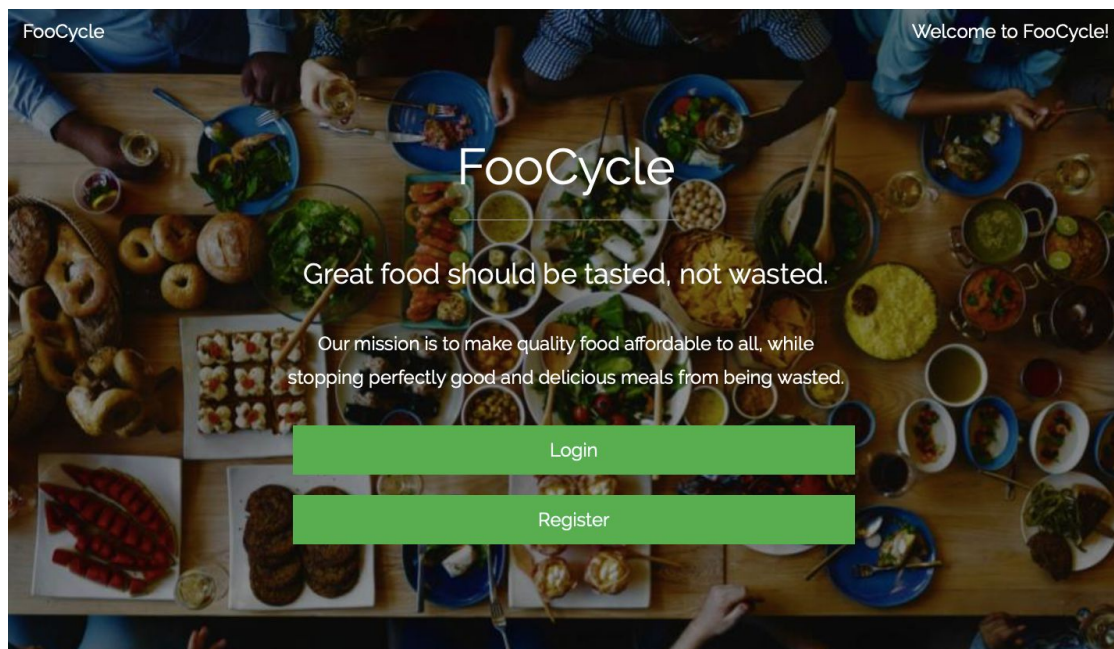 FooCycle
Welcome to FooCycle!
FooCycle
Great food should be tasted, not wasted.
Our mission is to make quality food affordable to all, while
stopping perfectly good and delicious meals from being wasted.
Login
Register